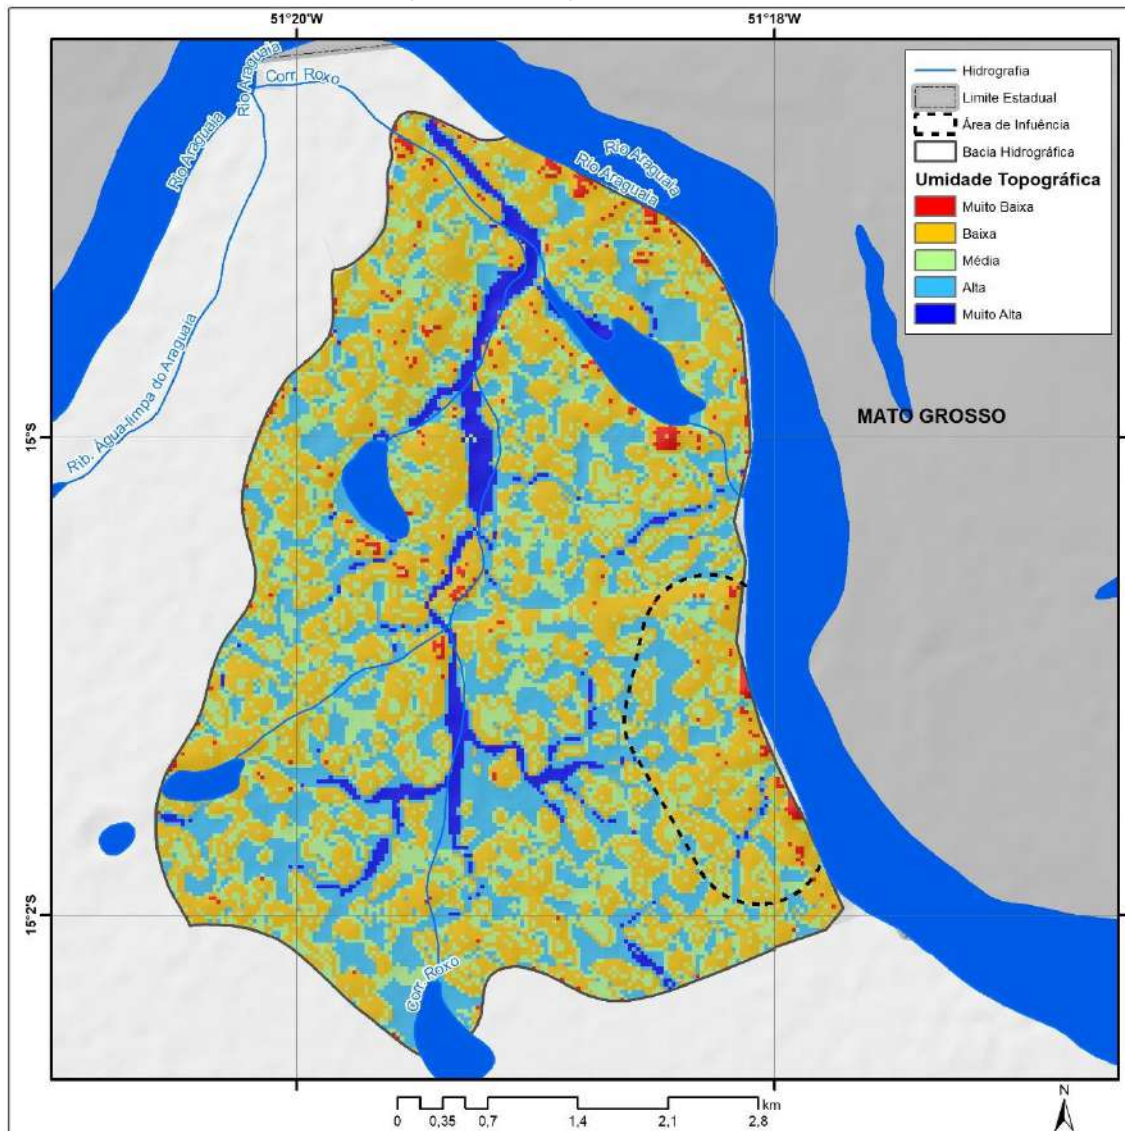 51°20'W
51°18'W
Rio Araguaia
Corr. Roxo
Rio Araguaia
Rio Araguaia
Rio Araguaia
Rib. Água-limpa do Araguaia
Hidrografia
Limite Estadual
Área de Infuência
Bacia Hidrográfica
Umidade Topográfica
Muito Baixa
Baixa
Média
Alta
Muito Alta
MATO GROSSO
15°S
15°2'S
Corr. Roxo
km
0 0,35 0,7 1,4 2,1 2,8
N